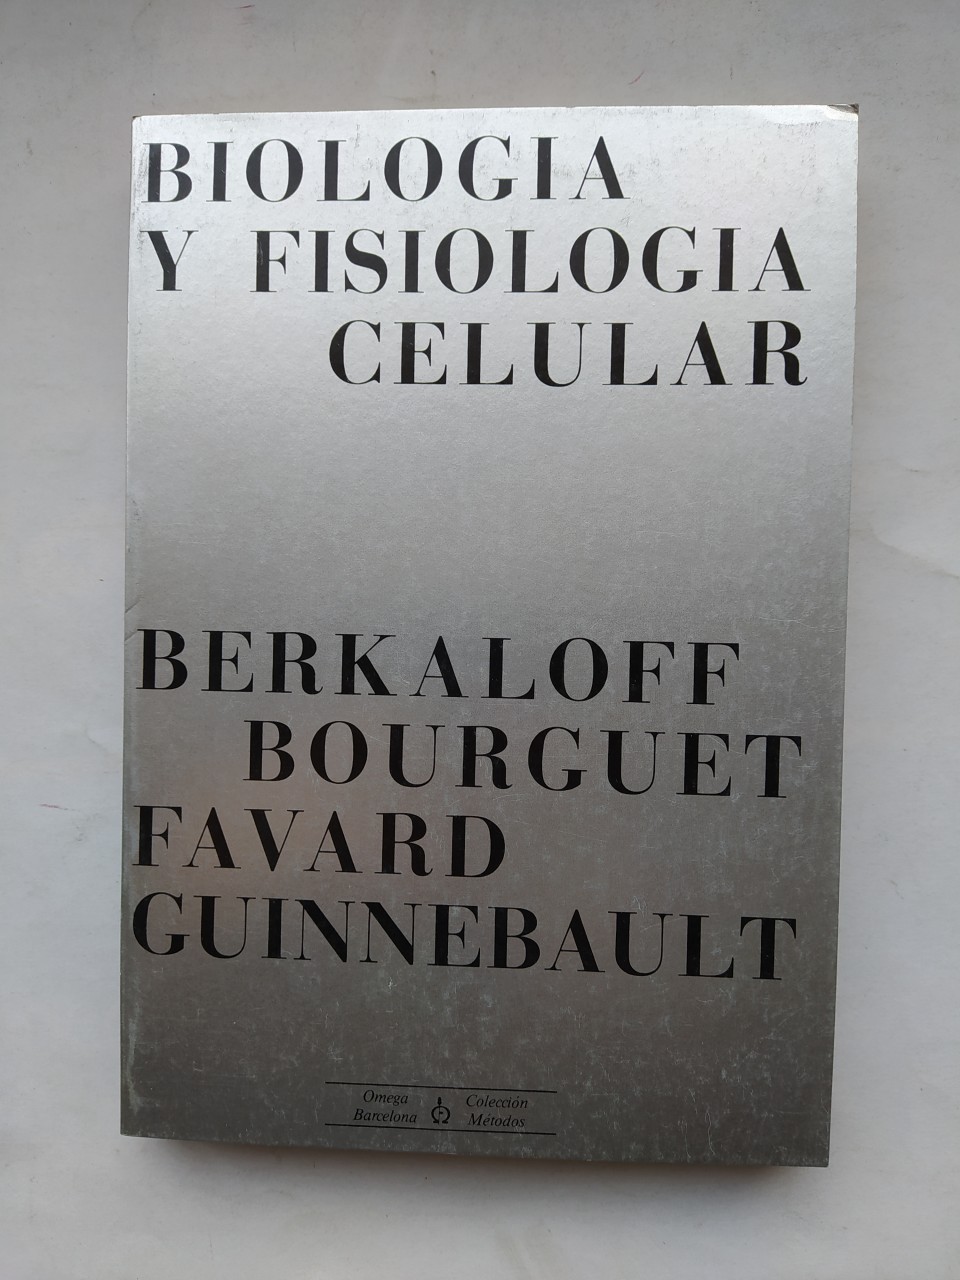 BIOLOGIA
Y FISIOLOGIA
CELULAR
BERKALOFF
BOURGUET
FAVARD
GUINNEBAULT
Omega
Barcelona
Colección
Métodos